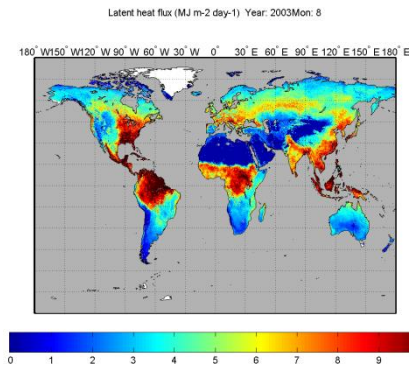 Latent heat flux (MJ m-2 day-1) Year: 2003Mon: 8
180° W150° W120° W 90° W 60° W 30° W 0° 30° E 60° E 90° E 120° E 150° E 180° E
0 1 2 3 4 5 6 7 8 9